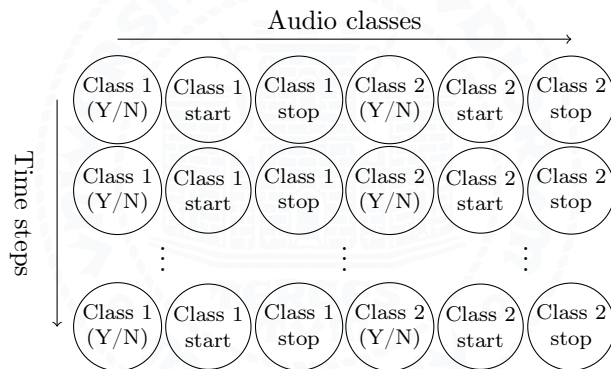 Audio classes
Time steps
Class 1 (Y/N)
Class 1 start
Class 1 stop
Class 2 (Y/N)
Class 2 start
Class 2 stop
Class 1 (Y/N)
Class 1 start
Class 1 stop
Class 2 (Y/N)
Class 2 start
Class 2 stop
Class 1 (Y/N)
Class 1 start
Class 1 stop
Class 2 (Y/N)
Class 2 start
Class 2 stop